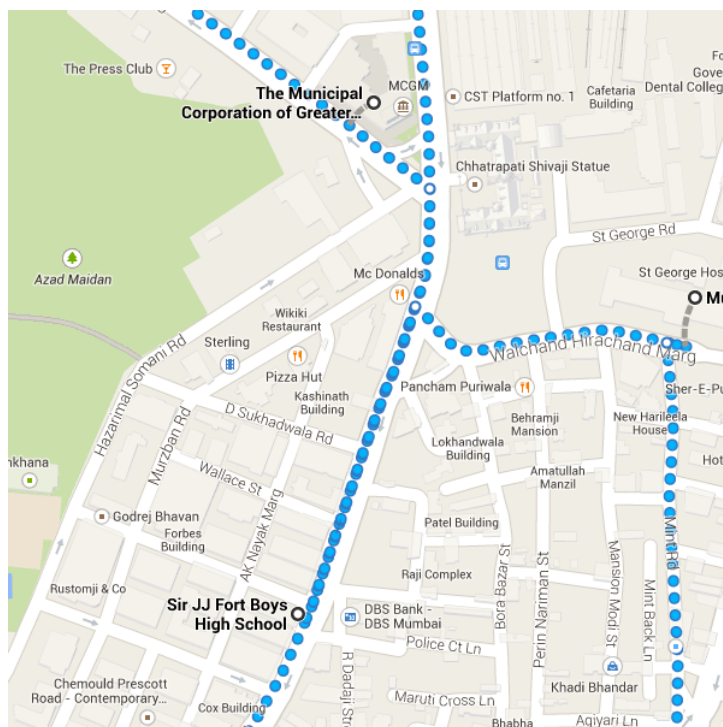 The Press Club
The Municipal
Corporation of Greater...
MCGM
CST Platform no. 1
Cafetaria
Building
Fo
Gove
Dental Colleg
Chhatrapati Shivaji Statue
St George Rd
St George Hos
Mu
Azad Maidan
Mc Donalds
Wikiki
Restaurant
Sterling
Pizza Hut
Kashinath
Building
Hazarimal Somani Rd
Murzban Rd
D Sukhadwala Rd
Wallace St
AK Nayak Marg
Walchand Hirachand Marg
Pancham Puriwala
Sher-E-Pu
Behramji
Mansion
New Harileela
House
Lokhandwala
Building
Amatullah
Manzil
Hot
nkhana
Godrej Bhavan
Forbes
Building
Patel Building
Mint Rd
Raji Complex
Bora Bazar St
Perin Nariman St
Mansion Modi St
Mint Back Ln
Rustomji & Co
Sir JJ Fort Boys
High School
DBS Bank -
DBS Mumbai
Police Ct Ln
R Dadaji Str
Khadi Bhandar
Chemould Prescott
Road - Contemporary...
Cox Building
Maruti Cross Ln
Bhabha
Aqiyari Ln